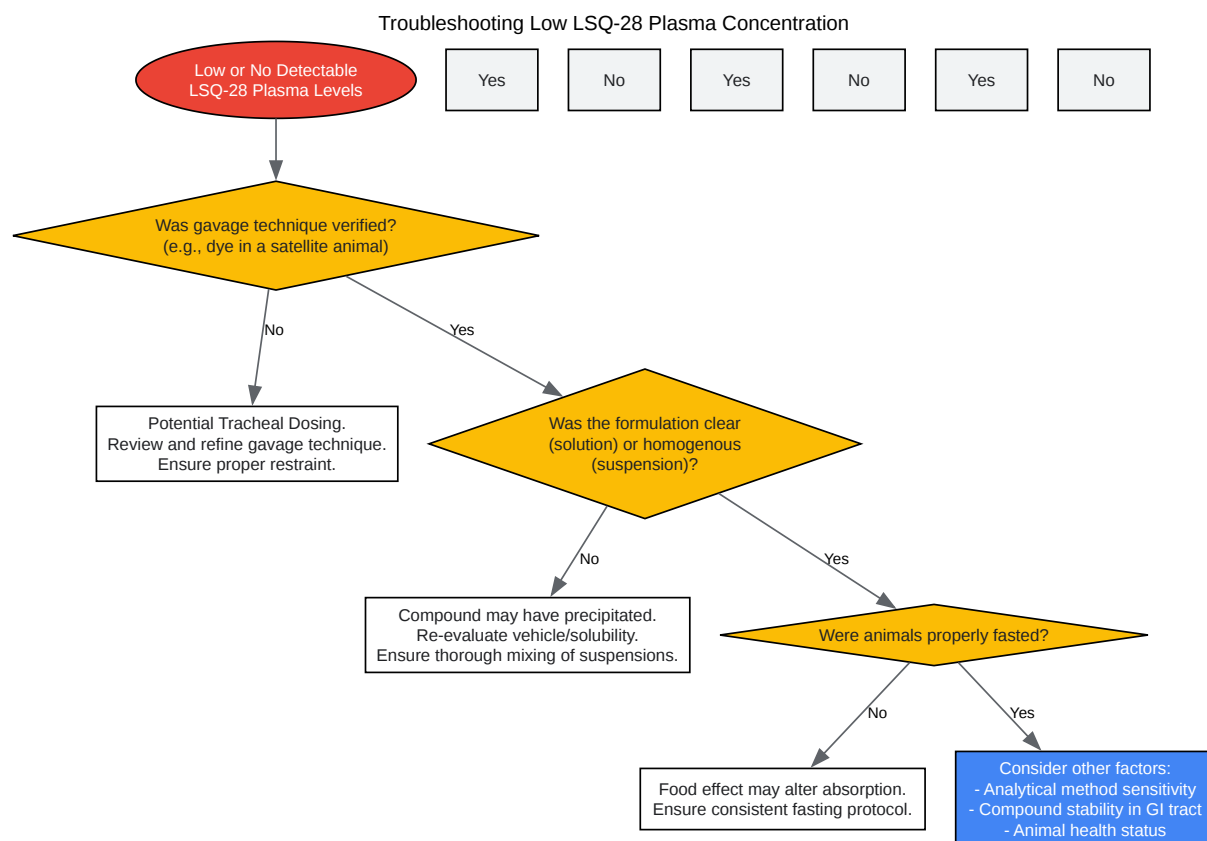 Troubleshooting Low LSQ-28 Plasma Concentration
Low or No Detectable
LSQ-28 Plasma Levels
Yes
No
Yes
No
Yes
No
Was gavage technique verified?
(e.g., dye in a satellite animal)
No
Yes
Potential Tracheal Dosing.
Review and refine gavage technique.
Ensure proper restraint.
Was the formulation clear
(solution) or homogenous
(suspension)?
No
Yes
Compound may have precipitated.
Re-evaluate vehicle/solubility.
Ensure thorough mixing of suspensions.
Were animals properly fasted?
No
Yes
Food effect may alter absorption.
Ensure consistent fasting protocol.
Consider other factors:
- Analytical method sensitivity
- Compound stability in GI tract
- Animal health status